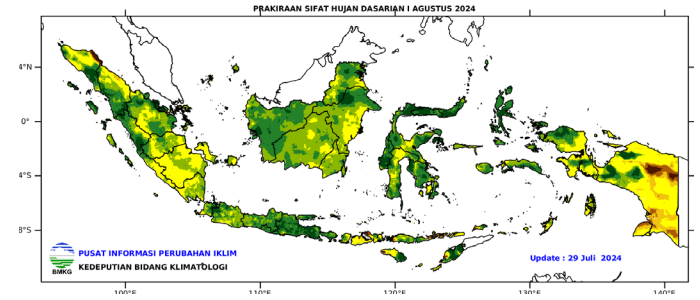 PRAKIRAAN SIFAT HUJAN DASARIAN I AGUSTUS 2024
4°N
0°
4°S
8°S
PUSAT INFORMASI PERUBAHAN IKLIM
KEDEPUTIAN BIDANG KLIMATOLOGI
BMKG
Update : 29 Juli 2024
100°E
110°E
120°E
130°E
140°E